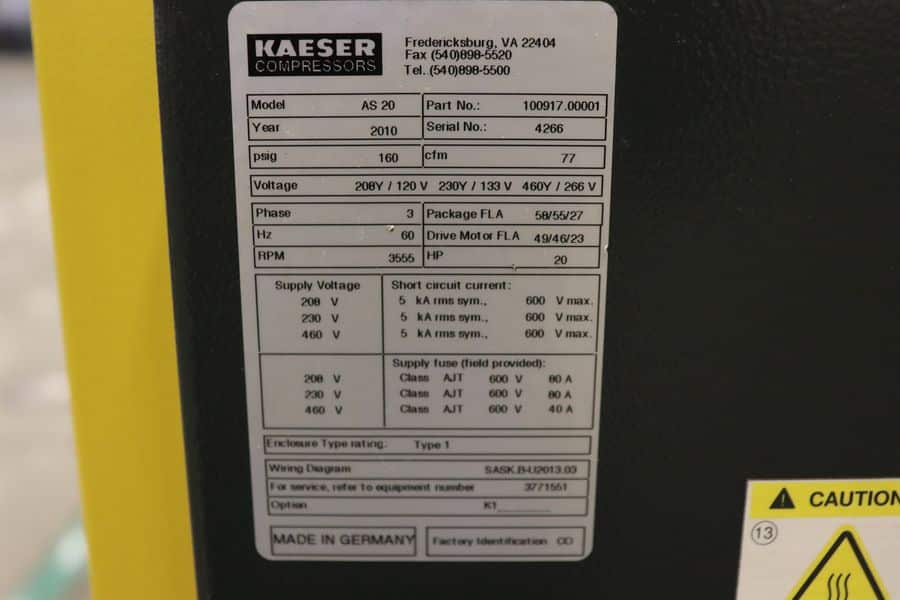 KAESER
COMPRESSORS
Fredericksburg, VA 22404
Fax (540)898-5520
Tel. (540)898-5500
Model AS 20 Part No.: 100917.00001
Year 2010 Serial No.: 4266
psig 160 cfm 77
Voltage 208Y / 120 V 230Y / 133 V 460Y / 266 V
Phase 3 Package FLA 58/55/27
Hz 60 Drive Motor FLA 49/46/23
RPM 3555 HP 20
Supply Voltage Short circuit current:
208 V 5 kA rms sym., 600 V max.
230 V 5 kA rms sym., 600 V max.
460 V 5 kA rms sym., 600 V max.
Supply fuse (field provided):
208 V Class AJT 600 V 80 A
230 V Class AJT 600 V 80 A
460 V Class AJT 600 V 40 A
Enclosure Type rating: Type 1
Wiring Diagram SASK.B-U2013.03
For service, refer to equipment number 3771551
Option K1
MADE IN GERMANY Factory Identification OD
CAUTION
13